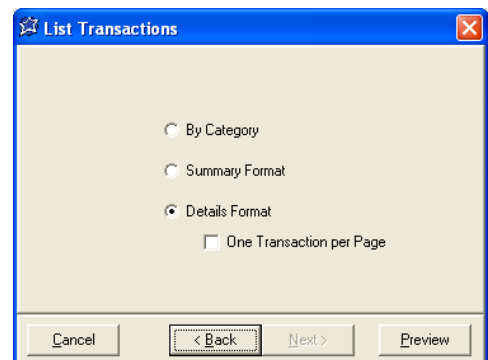 List Transactions
By Category
Summary Format
Details Format
One Transaction per Page
Cancel
< Back
Next >
Preview